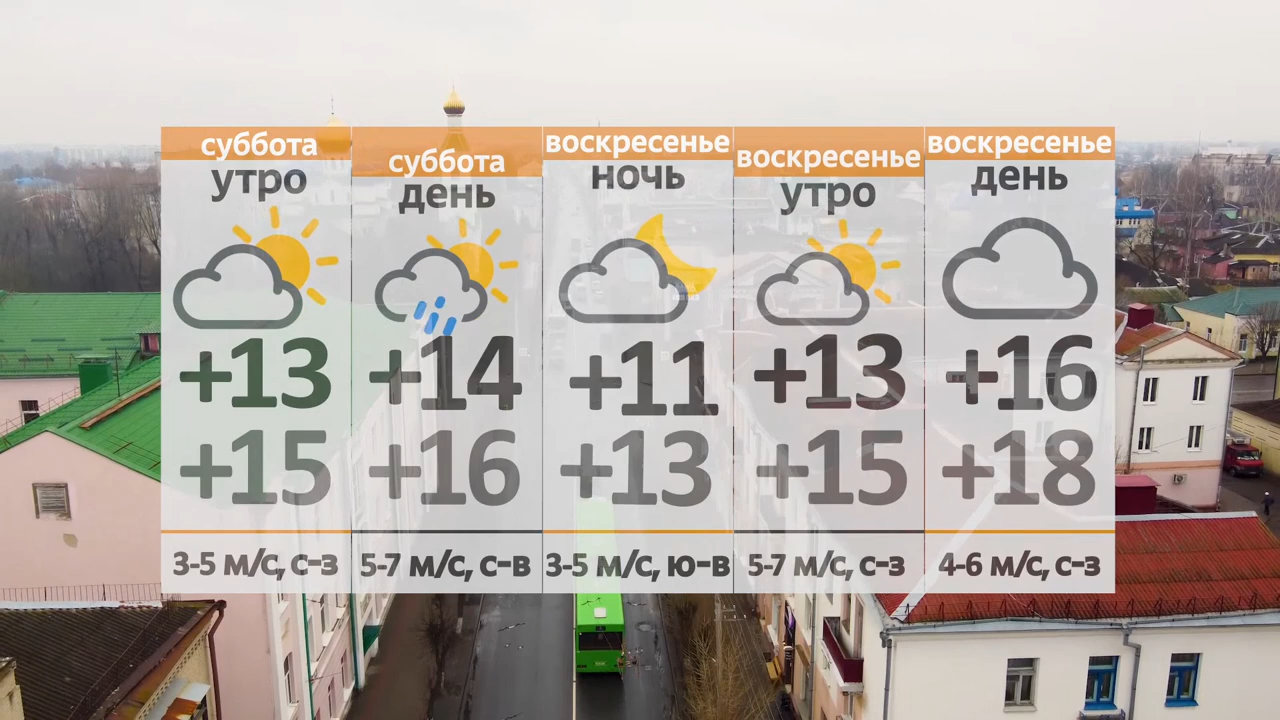 суббота
утро
+13
+15
3-5 м/с, с-з
суббота
день
+14
+16
5-7 м/с, с-в
воскресенье
ночь
+11
+13
3-5 м/с, ю-в
воскресенье
утро
+13
+15
5-7 м/с, с-з
воскресенье
день
+16
+18
4-6 м/с, с-з